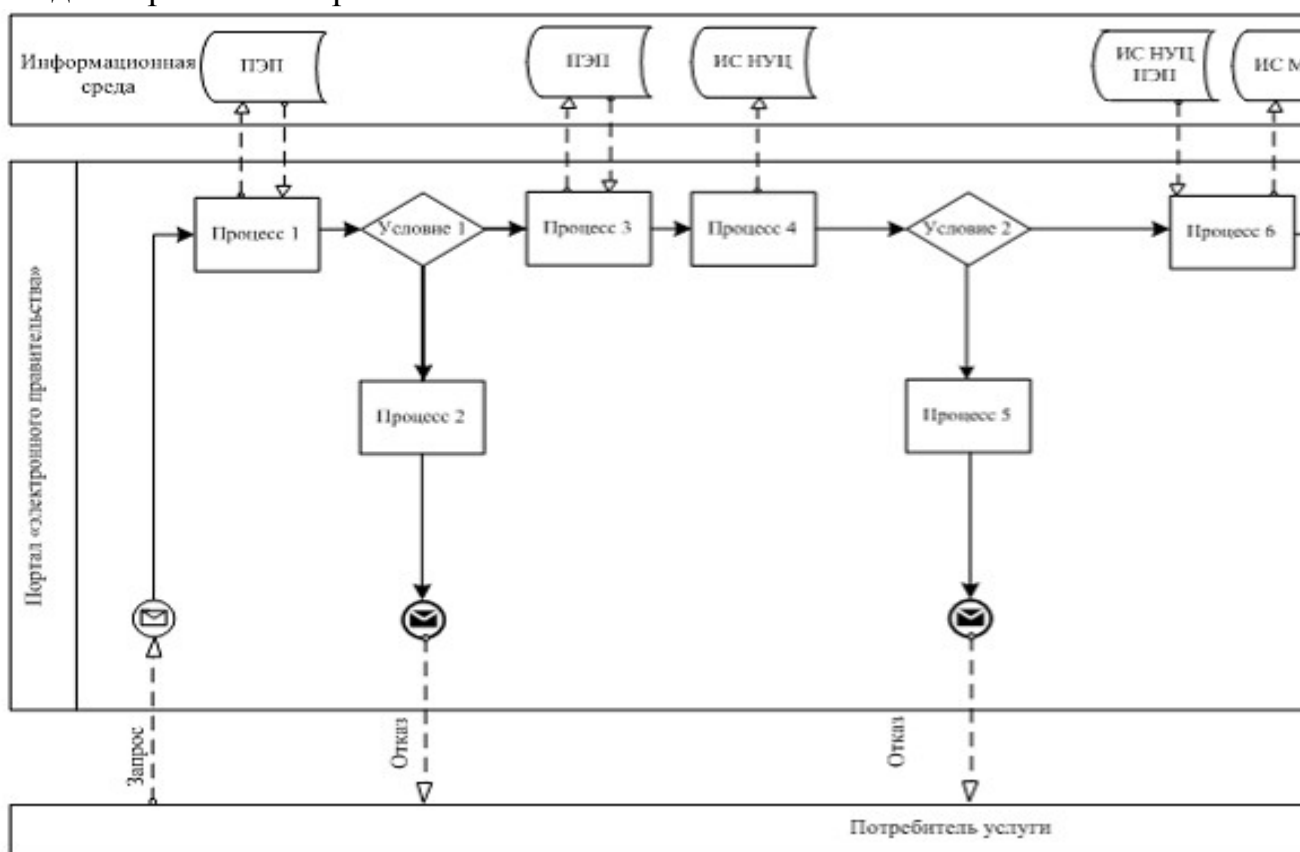 Информационная
среда
ПЭП
ПЭП
ИС НУЦ
ИС НУЦ
ПЭП
ИС М
Портал «электронного правительства»
Процесс 1
Условие 1
Процесс 3
Процесс 4
Условие 2
Процесс 6
Процесс 2
Процесс 5
Запрос
Отказ
Отказ
Потребитель услуги